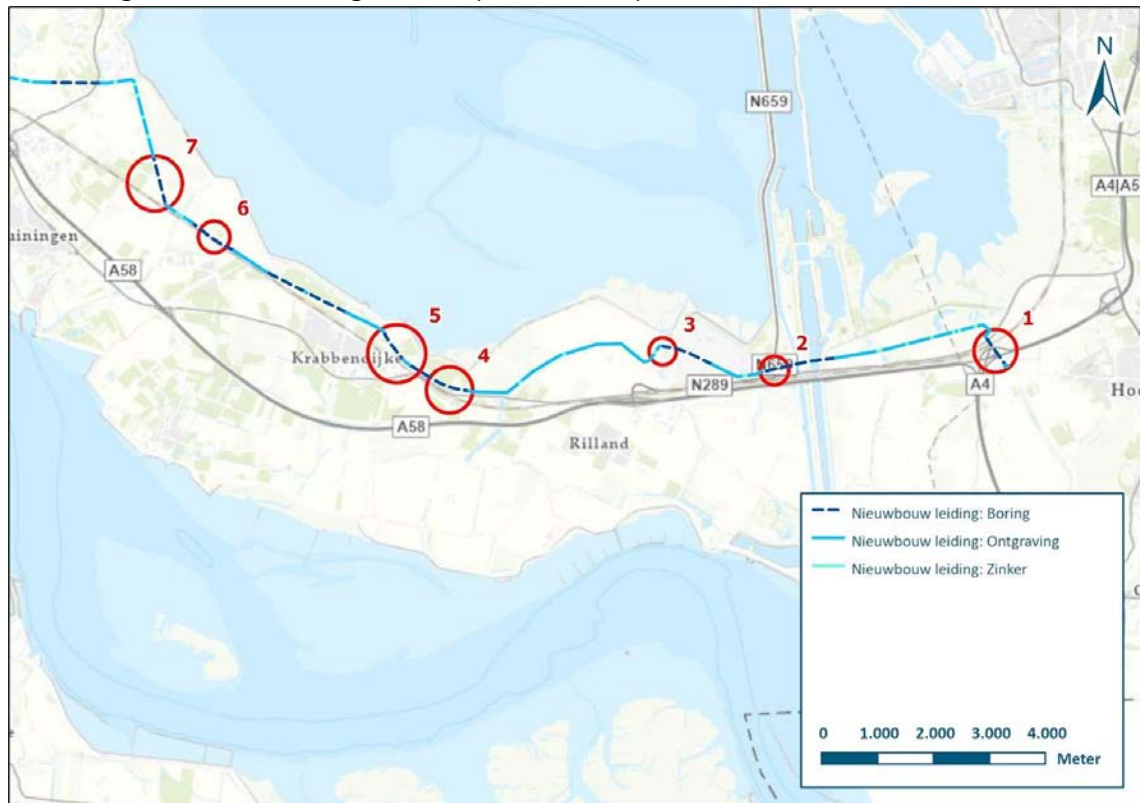 N
N659
A4|A5
7
6
uiningen
A58
5
Krabbendijke
4
3
2
1
N659
N289
A4
Hoo
A58
Rilland
Nieuwbouw leiding: Boring
Nieuwbouw leiding: Ontgraving
Nieuwbouw leiding: Zinker
0 1.000 2.000 3.000 4.000
Meter